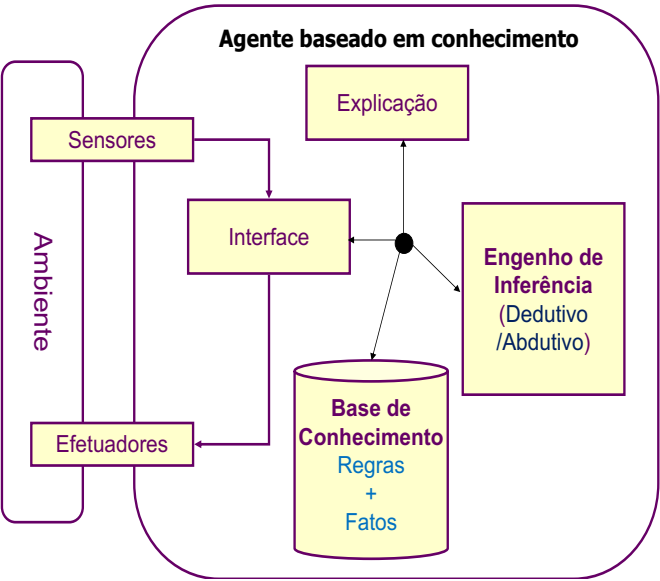 Agente baseado em conhecimento
Explicação
Sensores
Interface
Ambiente
Engenho de
Inferência
(Dedutivo
/Abdutivo)
Base de
Conhecimento
Regras
+
Fatos
Efetuadores